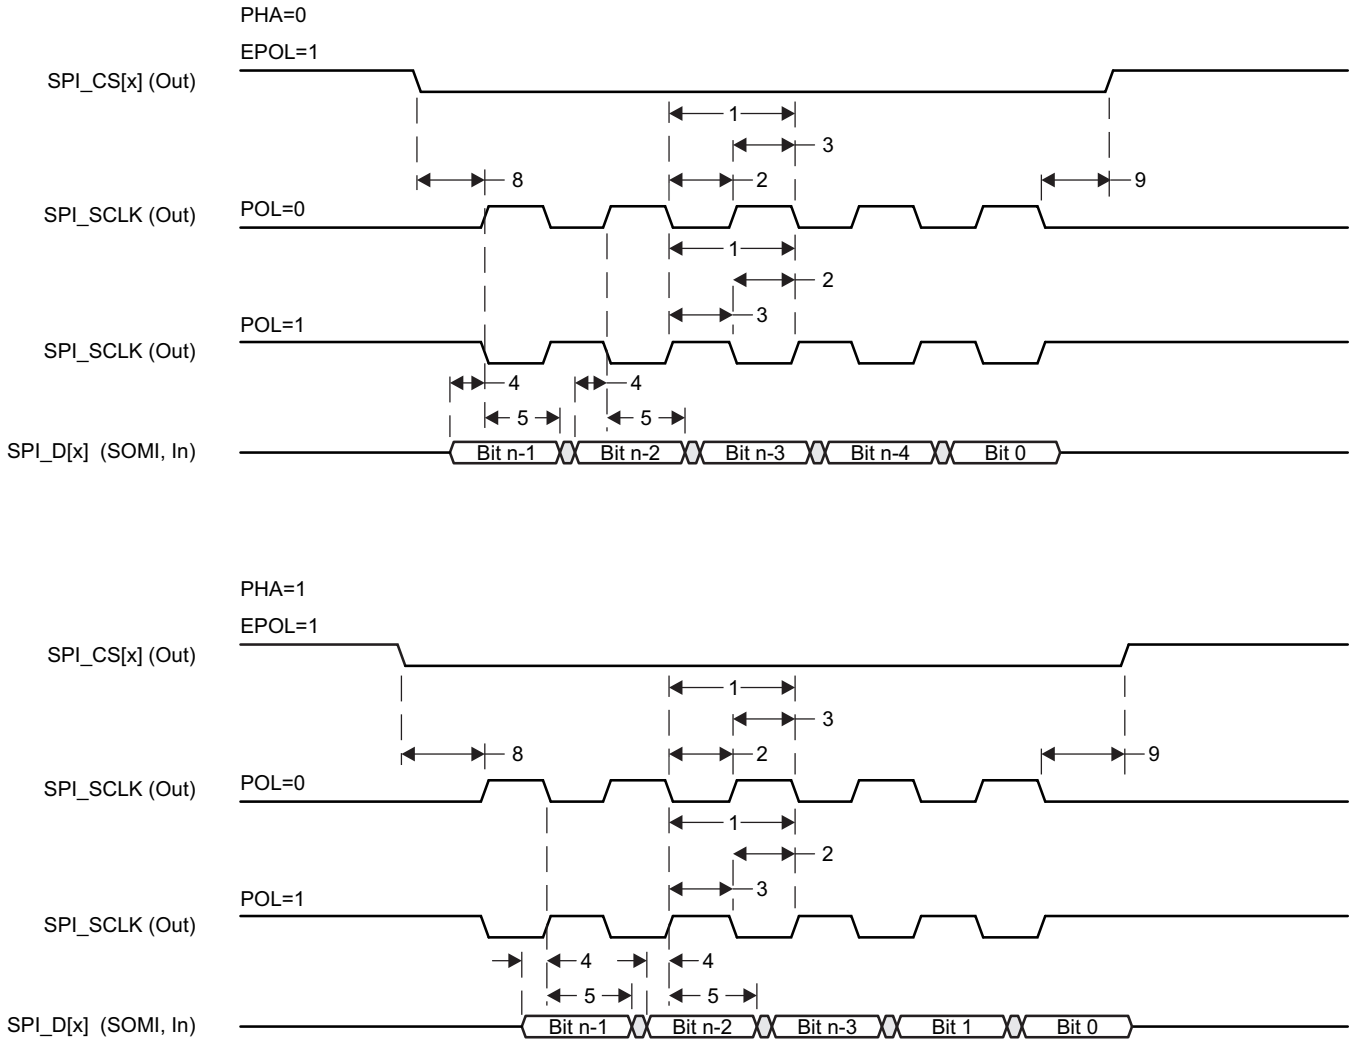 PHA=0
EPOL=1
SPI_CS[x] (Out)
1
3
8
2
9
SPI_SCLK (Out)
POL=0
1
2
3
POL=1
SPI_SCLK (Out)
4
4
5
5
SPI_D[x] (SOMI, In)
Bit n-1
Bit n-2
Bit n-3
Bit n-4
Bit 0
PHA=1
EPOL=1
SPI_CS[x] (Out)
1
3
8
2
9
SPI_SCLK (Out)
POL=0
1
2
3
POL=1
SPI_SCLK (Out)
4
4
5
5
SPI_D[x] (SOMI, In)
Bit n-1
Bit n-2
Bit n-3
Bit 1
Bit 0